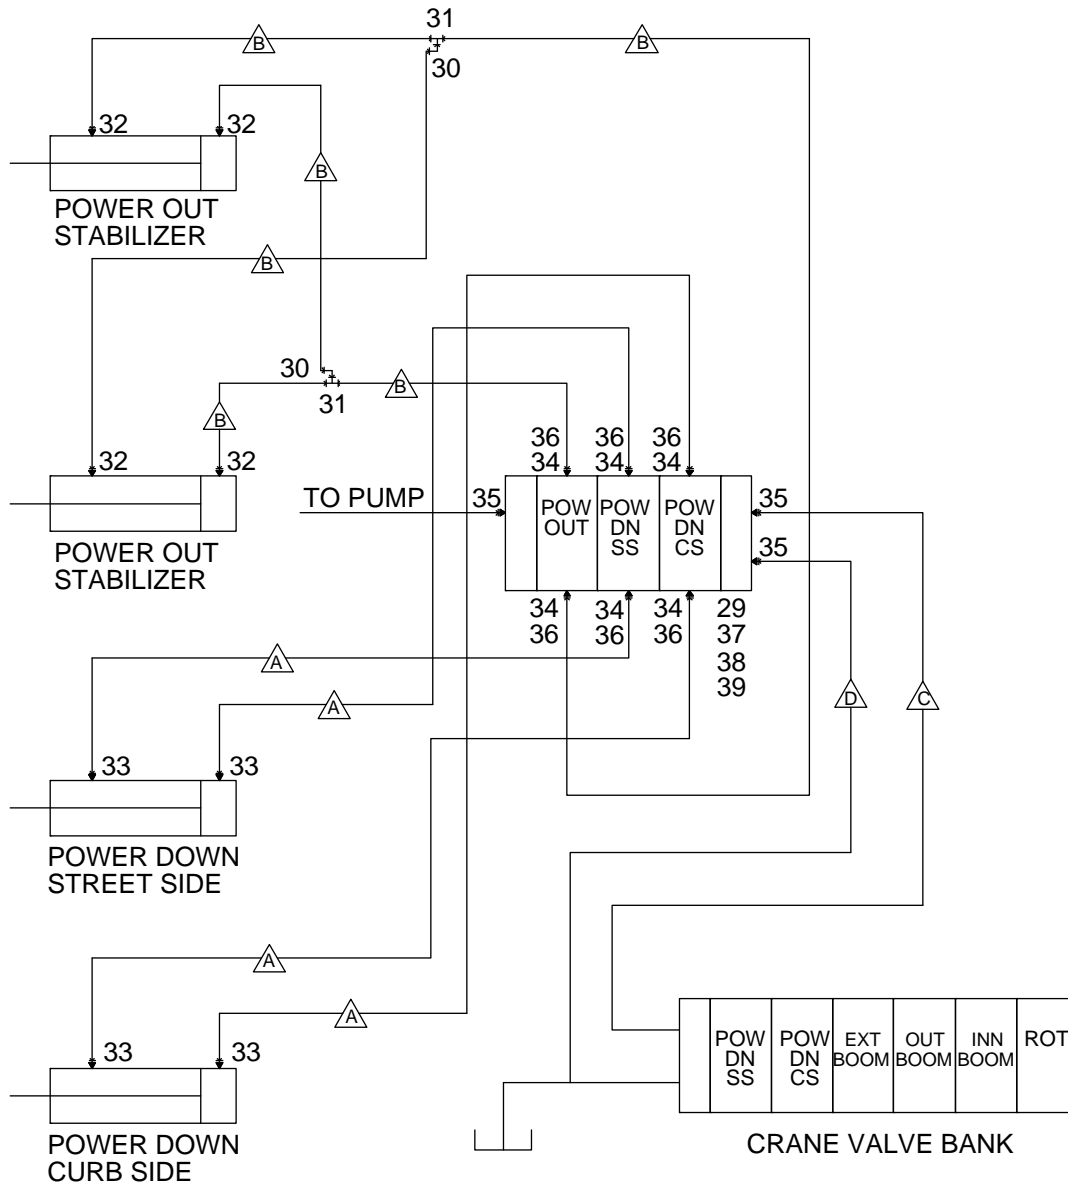 31
B
B
30
32
32
B
POWER OUT
STABILIZER
B
30
B
31
B
32
32
36
36
36
34
34
34
TO PUMP
35
POW
OUT
POW
DN
SS
POW
DN
CS
35
35
POWER OUT
STABILIZER
34
36
34
36
34
36
29
37
38
39
A
A
D
C
33
33
POWER DOWN
STREET SIDE
A
A
33
33
POWER DOWN
CURB SIDE
POW
DN
SS
POW
DN
CS
EXT
BOOM
OUT
BOOM
INN
BOOM
ROT
CRANE VALVE BANK